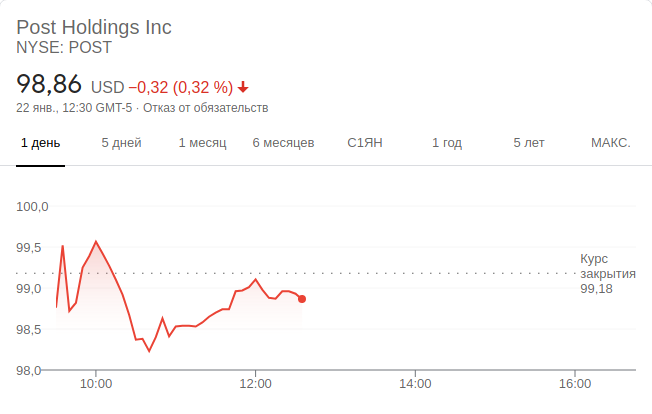 Post Holdings Inc
NYSE: POST
98,86 USD −0,32 (0,32 %)
22 янв., 12:30 GMT-5 · Отказ от обязательств
1 день 5 дней 1 месяц 6 месяцев С1ЯН 1 год 5 лет МАКС.
100,0
99,5
Курс
закрытия
99,18
99,0
98,5
98,0
10:00 12:00 14:00 16:00